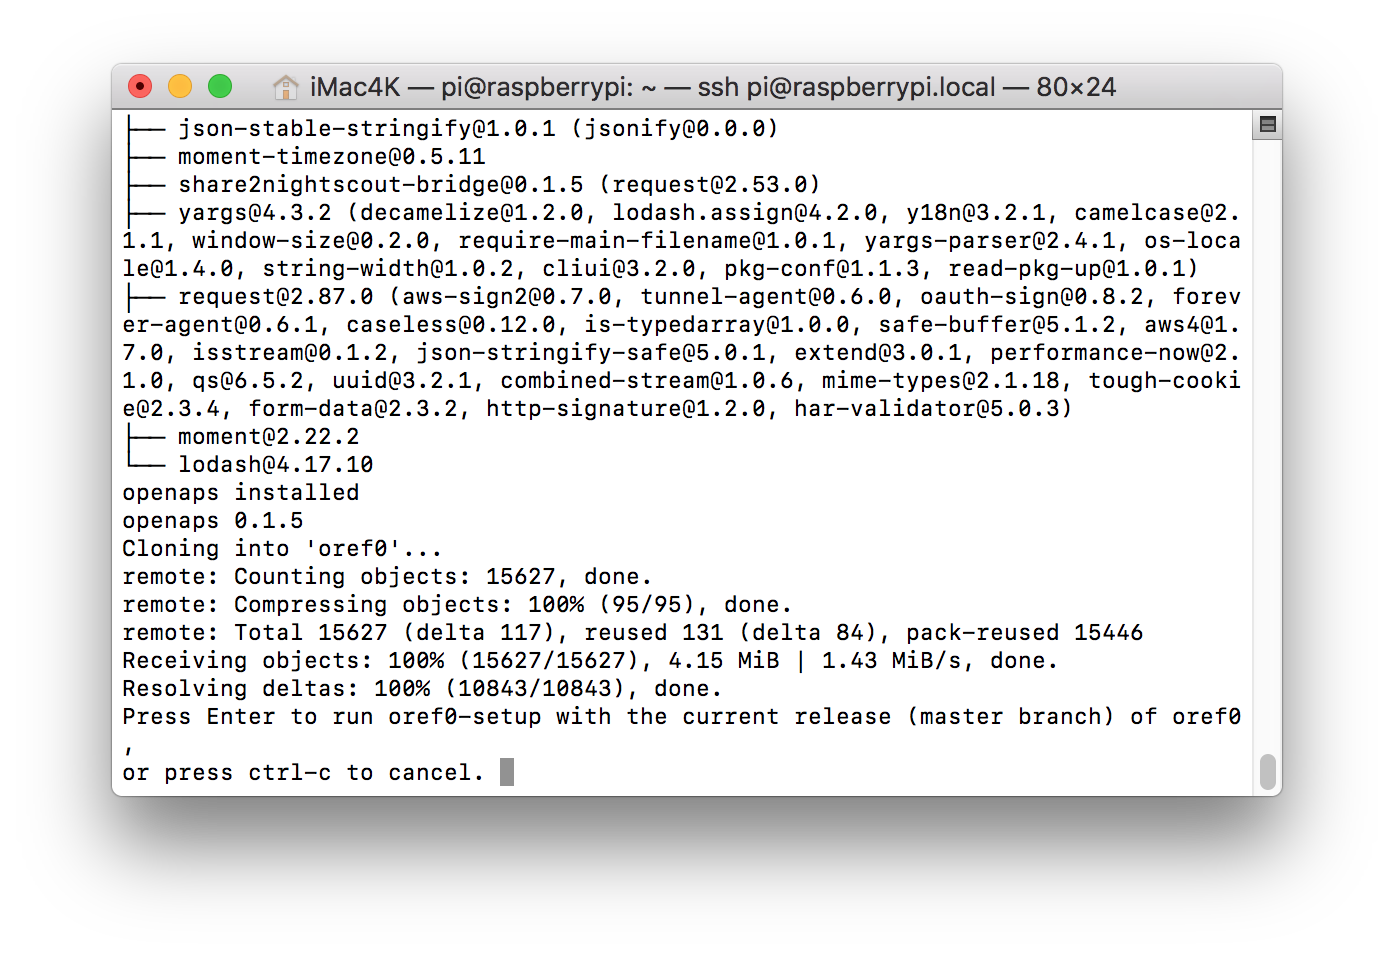 iMac4K — pi@raspberrypi: ~ — ssh pi@raspberrypi.local — 80×24
├── json-stable-stringify@1.0.1 (jsonify@0.0.0)
├── moment-timezone@0.5.11
├── share2nightscout-bridge@0.1.5 (request@2.53.0)
├── yargs@4.3.2 (decamelize@1.2.0, lodash.assign@4.2.0, y18n@3.2.1, camelcase@2.
1.1, window-size@0.2.0, require-main-filename@1.0.1, yargs-parser@2.4.1, os-loca
le@1.4.0, string-width@1.0.2, cliui@3.2.0, pkg-conf@1.1.3, read-pkg-up@1.0.1)
├── request@2.87.0 (aws-sign2@0.7.0, tunnel-agent@0.6.0, oauth-sign@0.8.2, forev
er-agent@0.6.1, caseless@0.12.0, is-typedarray@1.0.0, safe-buffer@5.1.2, aws4@1.
7.0, isstream@0.1.2, json-stringify-safe@5.0.1, extend@3.0.1, performance-now@2.
1.0, qs@6.5.2, uuid@3.2.1, combined-stream@1.0.6, mime-types@2.1.18, tough-cooki
e@2.3.4, form-data@2.3.2, http-signature@1.2.0, har-validator@5.0.3)
├── moment@2.22.2
└── lodash@4.17.10
openaps installed
openaps 0.1.5
Cloning into 'oref0'...
remote: Counting objects: 15627, done.
remote: Compressing objects: 100% (95/95), done.
remote: Total 15627 (delta 117), reused 131 (delta 84), pack-reused 15446
Receiving objects: 100% (15627/15627), 4.15 MiB | 1.43 MiB/s, done.
Resolving deltas: 100% (10843/10843), done.
Press Enter to run oref0-setup with the current release (master branch) of oref0
,
or press ctrl-c to cancel.